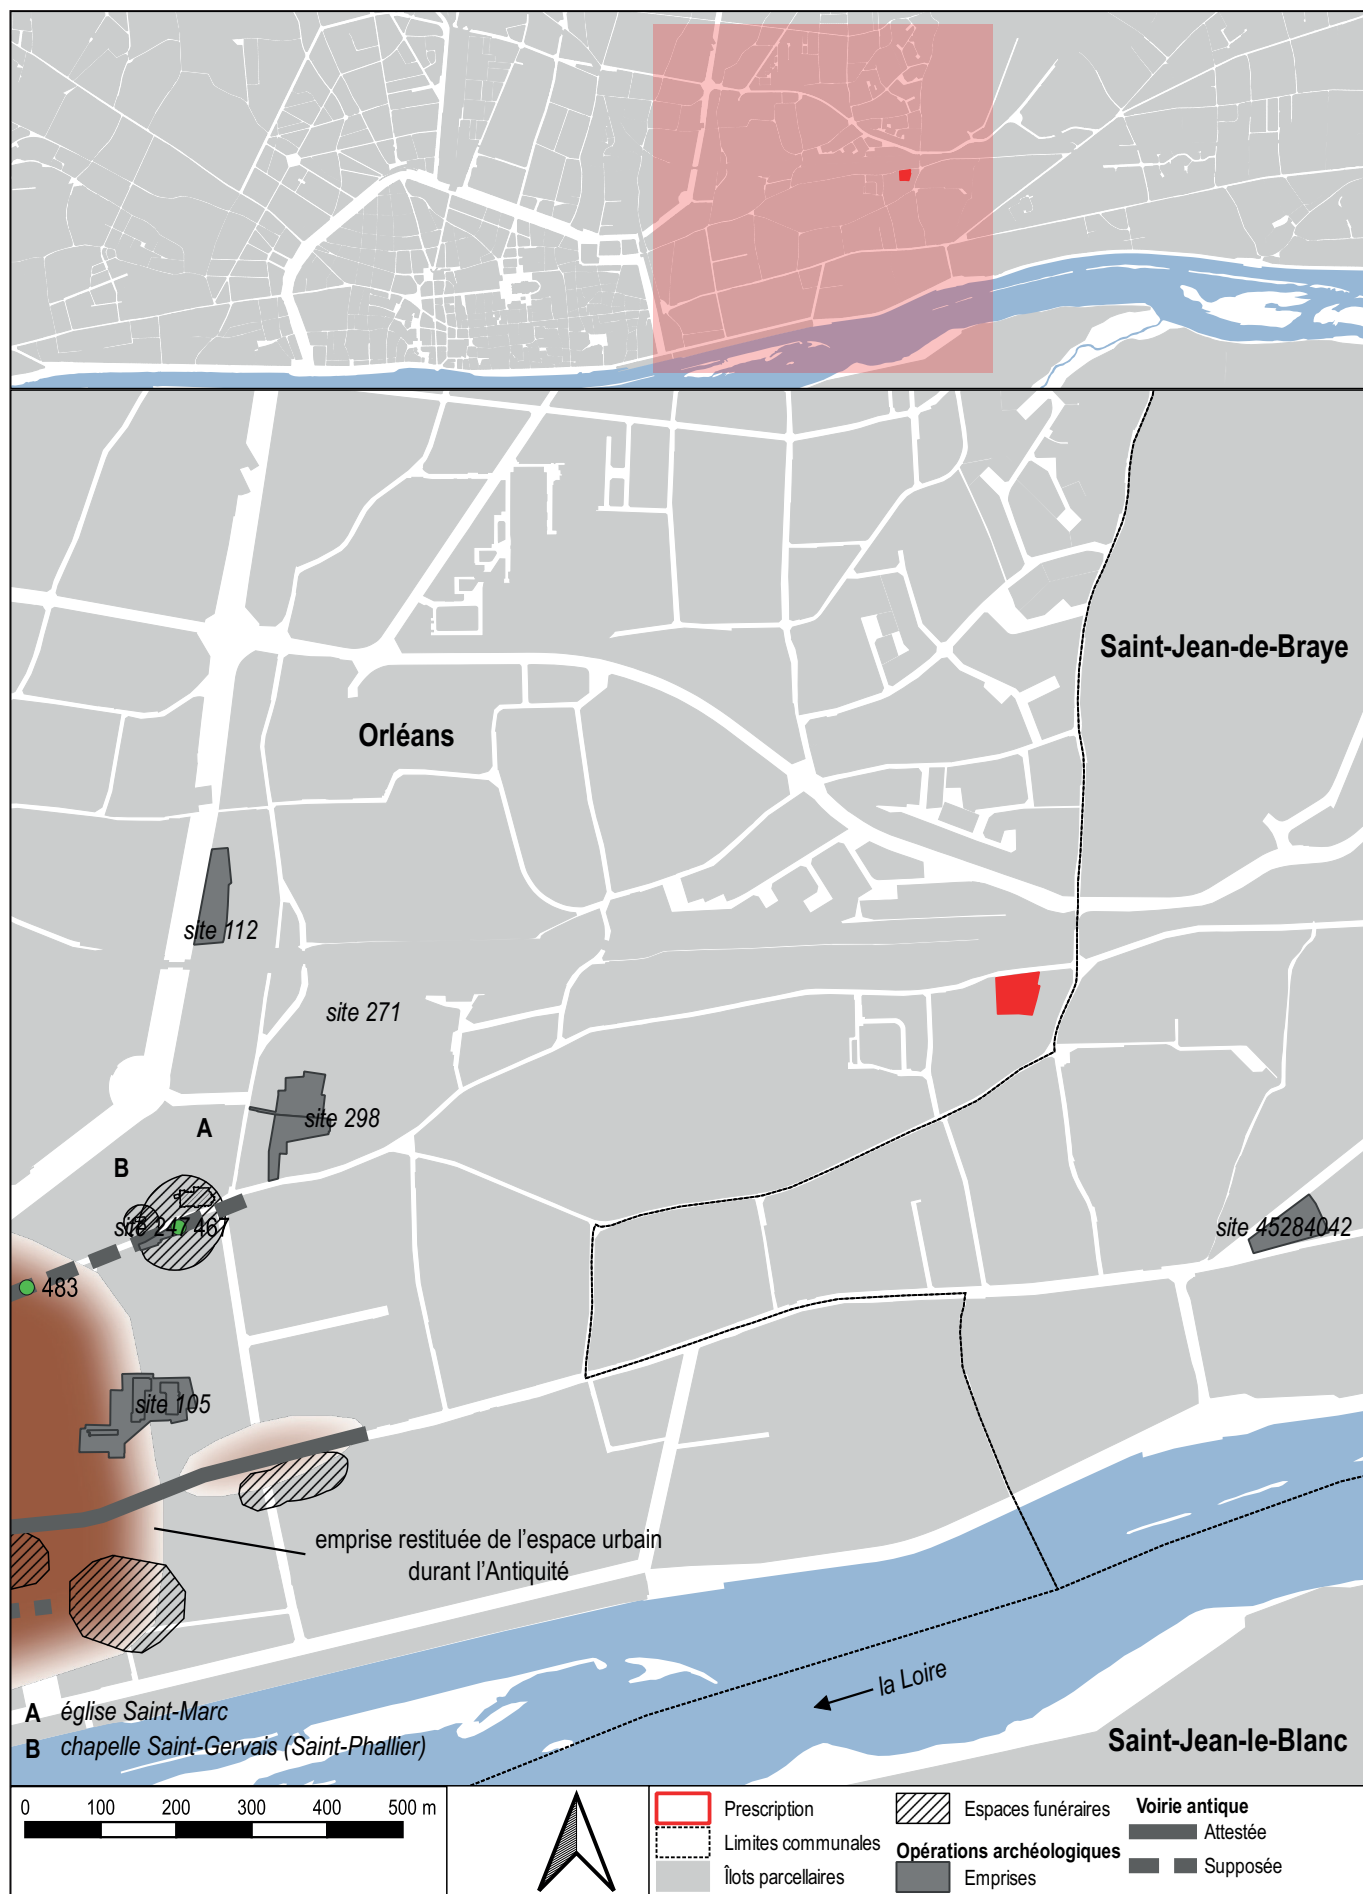 Saint-Jean-de-Braye
Orléans
site 112
site 271
site 298
A
B
site 247 467
483
site 45284042
site 105
emprise restituée de l'espace urbain
durant l'Antiquité
la Loire
A église Saint-Marc
B chapelle Saint-Gervais (Saint-Phallier)
Saint-Jean-le-Blanc
0 100 200 300 400 500 m
Prescription
Limites communales
Îlots parcellaires
Espaces funéraires
Opérations archéologiques
Emprises
Voirie antique
Attestée
Supposée